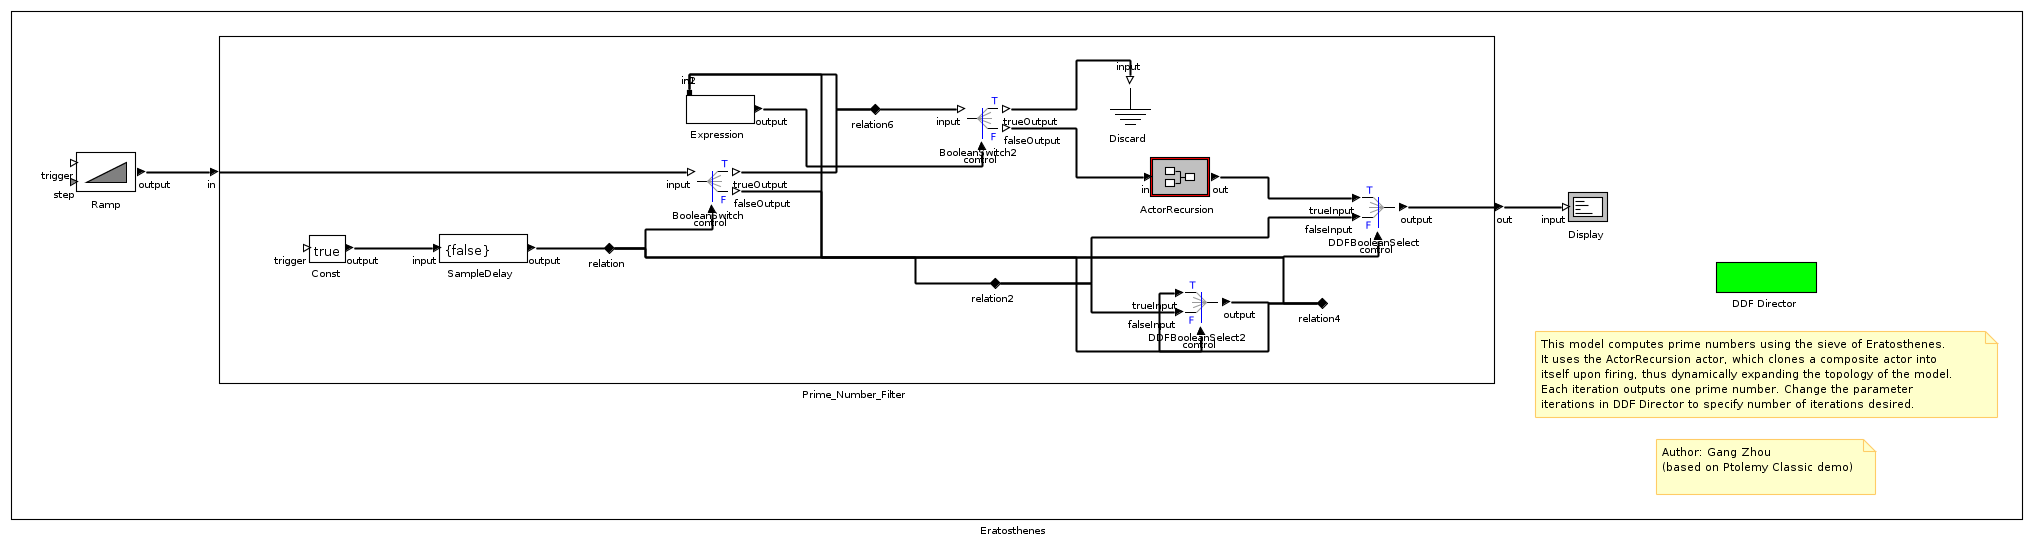 input
in2
T
output
relation6
input
trueOutput
Expression
F
falseOutput
Discard
BooleanSwitch2
control
T
trigger
output
in
input
trueOutput
in
out
step
F
falseOutput
ActorRecursion
T
Ramp
trueInput
BooleanSwitch
output
out
input
control
F
falseInput
Display
DDFBooleanSelect
control
true
{false}
trigger
output
input
output
relation
Const
SampleDelay
T
relation2
DDF Director
trueInput
output
relation4
F
falseInput
DDFBooleanSelect2
control
This model computes prime numbers using the sieve of Eratosthenes.
It uses the ActorRecursion actor, which clones a composite actor into
itself upon firing, thus dynamically expanding the topology of the model.
Each iteration outputs one prime number. Change the parameter
iterations in DDF Director to specify number of iterations desired.
Prime_Number_Filter
Author: Gang Zhou
(based on Ptolemy Classic demo)
Eratosthenes